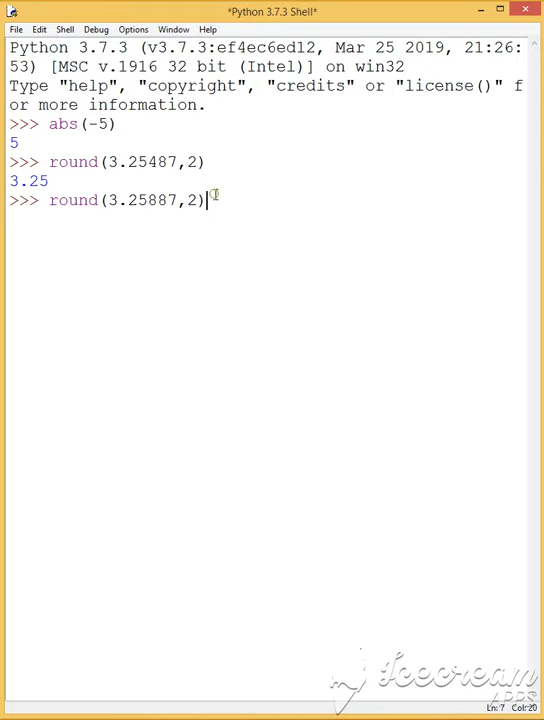 *Python 3.7.3 Shell*
File Edit Shell Debug Options Window Help
Python 3.7.3 (v3.7.3:ef4ec6ed12, Mar 25 2019, 21:26:
53) [MSC v.1916 32 bit (Intel)] on win32
Type "help", "copyright", "credits" or "license()" f
or more information.
>>> abs(-5)
5
>>> round(3.25487,2)
3.25
>>> round(3.25887,2)
Icecream
APPS
Ln: 7 Col: 20